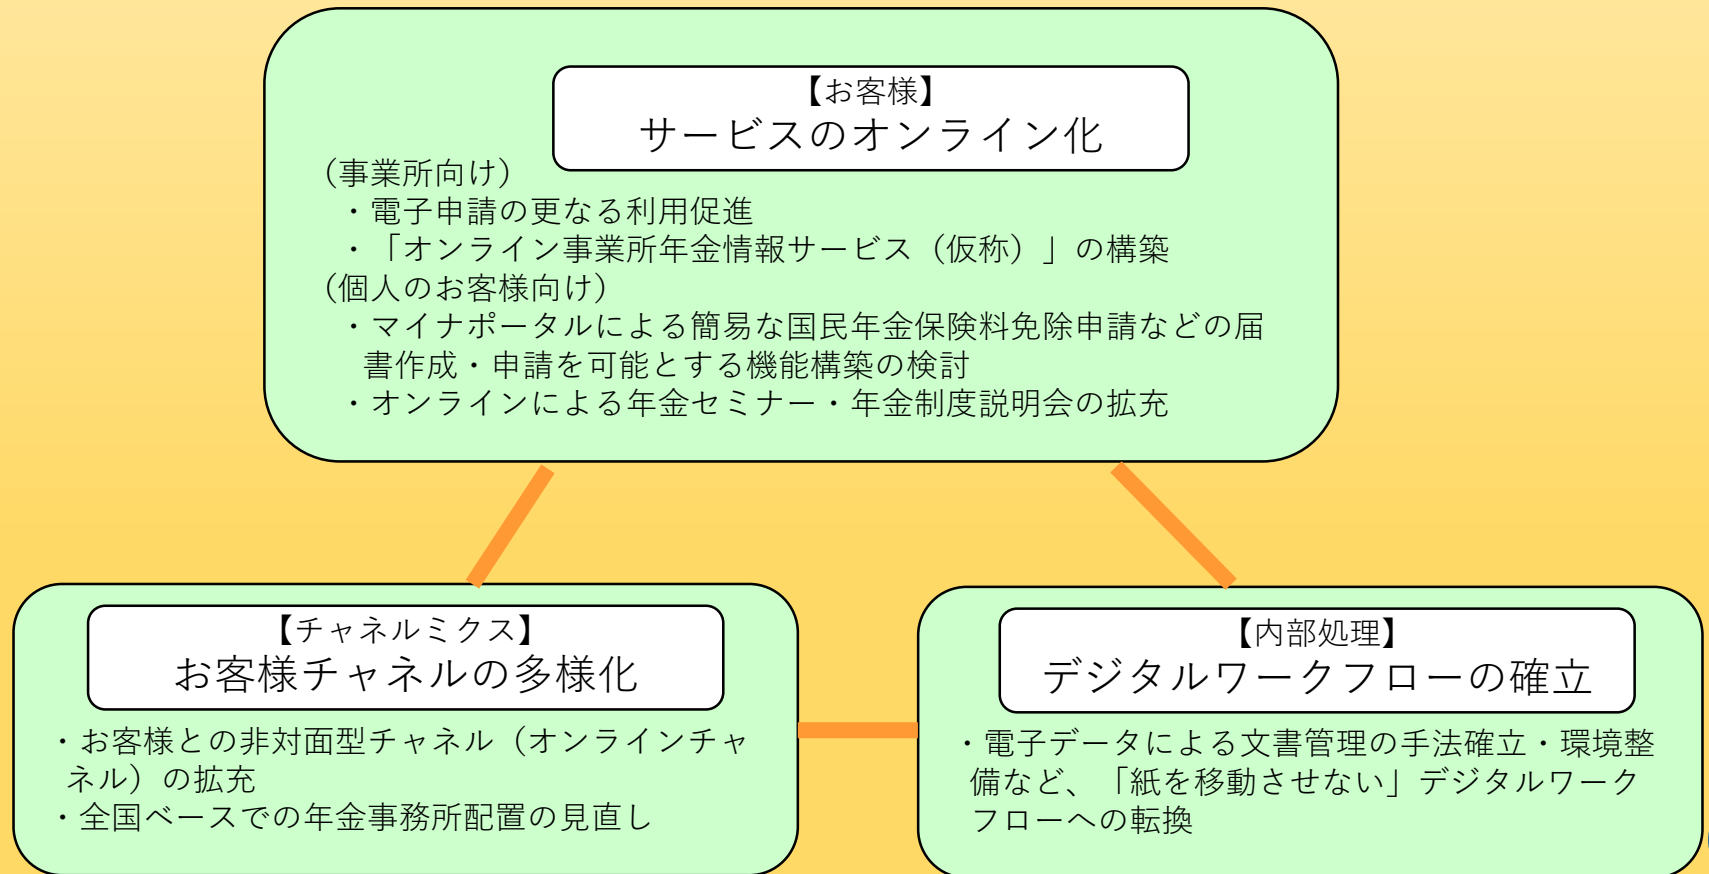 【お客様】
サービスのオンライン化
（事業所向け）
・電子申請の更なる利用促進
・「オンライン事業所年金情報サービス（仮称）」の構築
（個人のお客様向け）
・マイナポータルによる簡易な国民年金保険料免除申請などの届
書作成・申請を可能とする機能構築の検討
・オンラインによる年金セミナー・年金制度説明会の拡充
【チャネルミクス】
お客様チャネルの多様化
・お客様との非対面型チャネル（オンラインチャ
ネル）の拡充
・全国ベースでの年金事務所配置の見直し
【内部処理】
デジタルワークフローの確立
・電子データによる文書管理の手法確立・環境整
備など、「紙を移動させない」デジタルワーク
フローへの転換